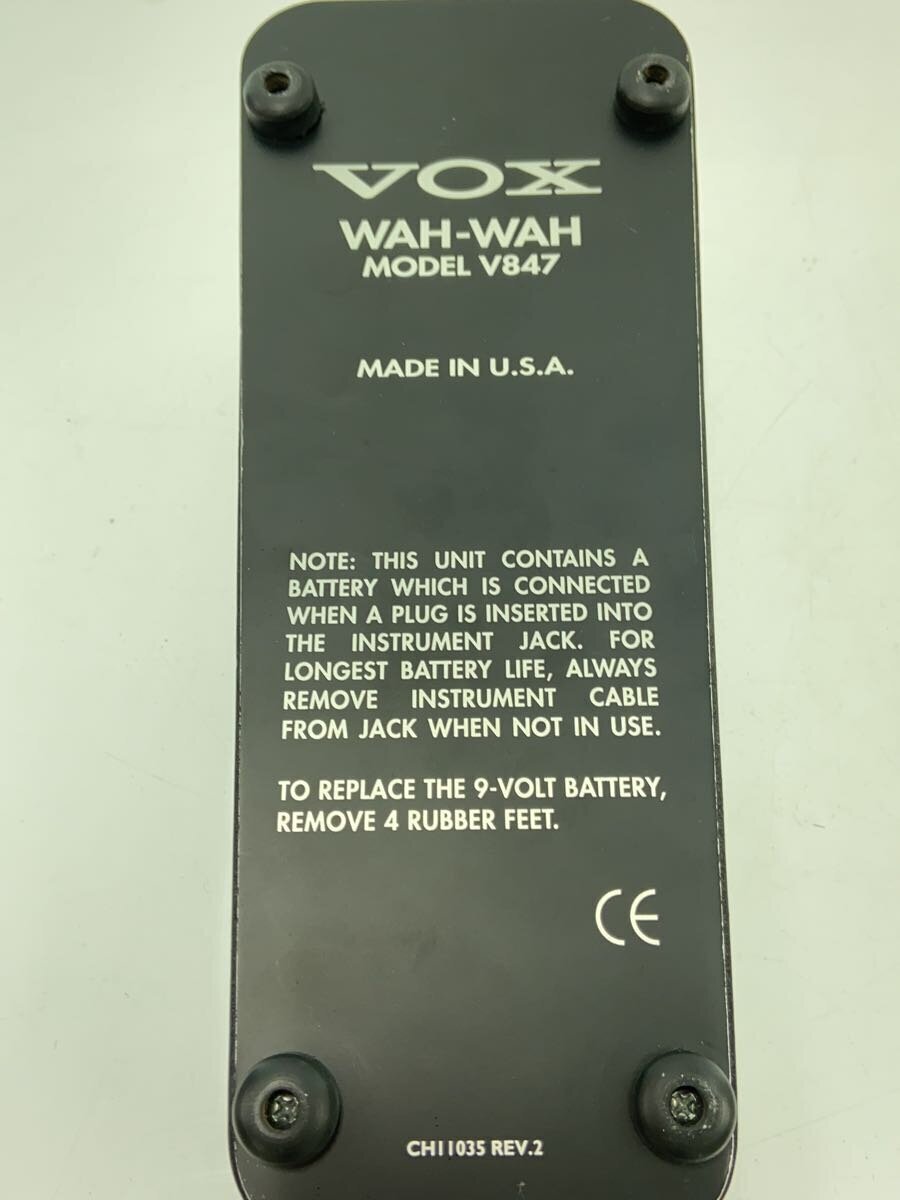 VOX
WAH-WAH
MODEL V847
MADE IN U.S.A.
NOTE: THIS UNIT CONTAINS A
BATTERY WHICH IS CONNECTED
WHEN A PLUG IS INSERTED INTO
THE INSTRUMENT JACK. FOR
LONGEST BATTERY LIFE, ALWAYS
REMOVE INSTRUMENT CABLE
FROM JACK WHEN NOT IN USE.
TO REPLACE THE 9-VOLT BATTERY,
REMOVE 4 RUBBER FEET.
CE
CH11035 REV.2